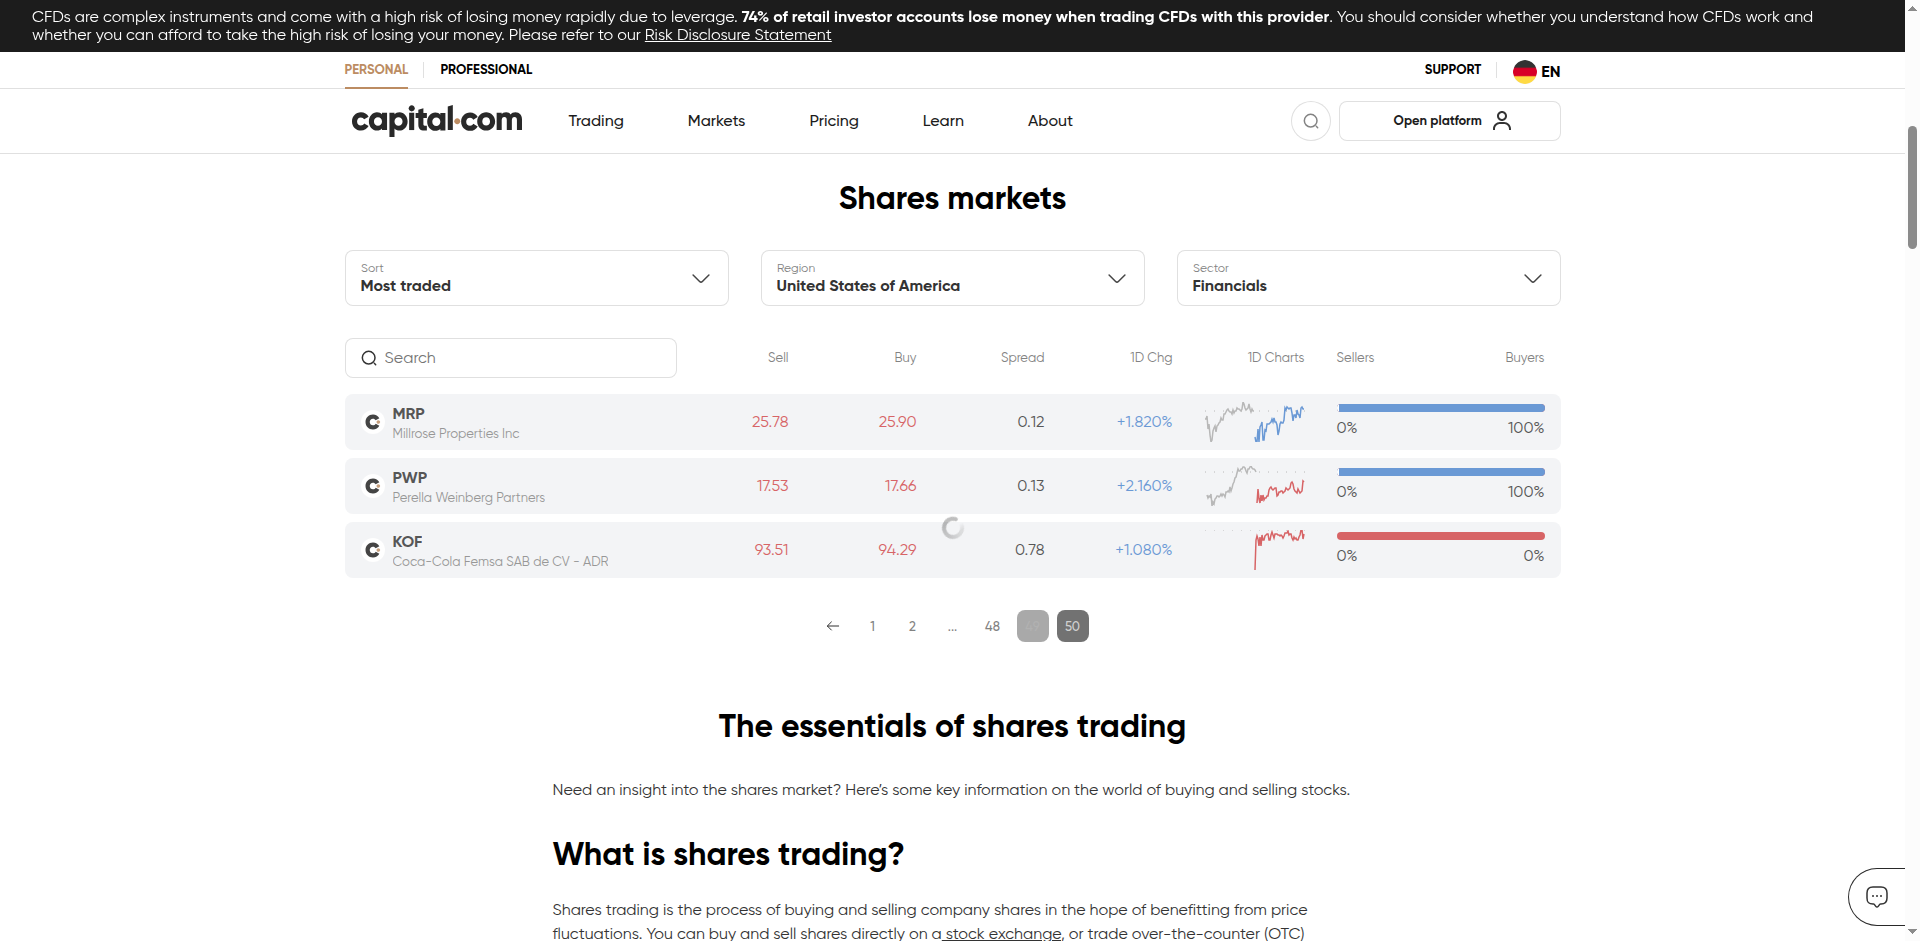 CFDs are complex instruments and come with a high risk of losing money rapidly due to leverage. 74% of retail investor accounts lose money when trading CFDs with this provider. You should consider whether you understand how CFDs work and
whether you can afford to take the high risk of losing your money. Please refer to our Risk Disclosure Statement
PERSONAL PROFESSIONAL SUPPORT EN
capital.com Trading Markets Pricing Learn About Open platform
Shares markets
Sort Region Sector
Most traded United States of America Financials
Search Sell Buy Spread 1D Chg 1D Charts Sellers Buyers
MRP
Millrose Properties Inc 25.78 25.90 0.12 +1.820% 0% 100%
PWP
Perella Weinberg Partners 17.53 17.66 0.13 +2.160% 0% 100%
KOF
Coca-Cola Femsa SAB de CV - ADR 93.51 94.29 0.78 +1.080% 0% 0%
1 2 ... 48 50
The essentials of shares trading
Need an insight into the shares market? Here's some key information on the world of buying and selling stocks.
What is shares trading?
Shares trading is the process of buying and selling company shares in the hope of benefitting from price
fluctuations. You can buy and sell shares directly on a stock exchange, or trade over-the-counter (OTC)